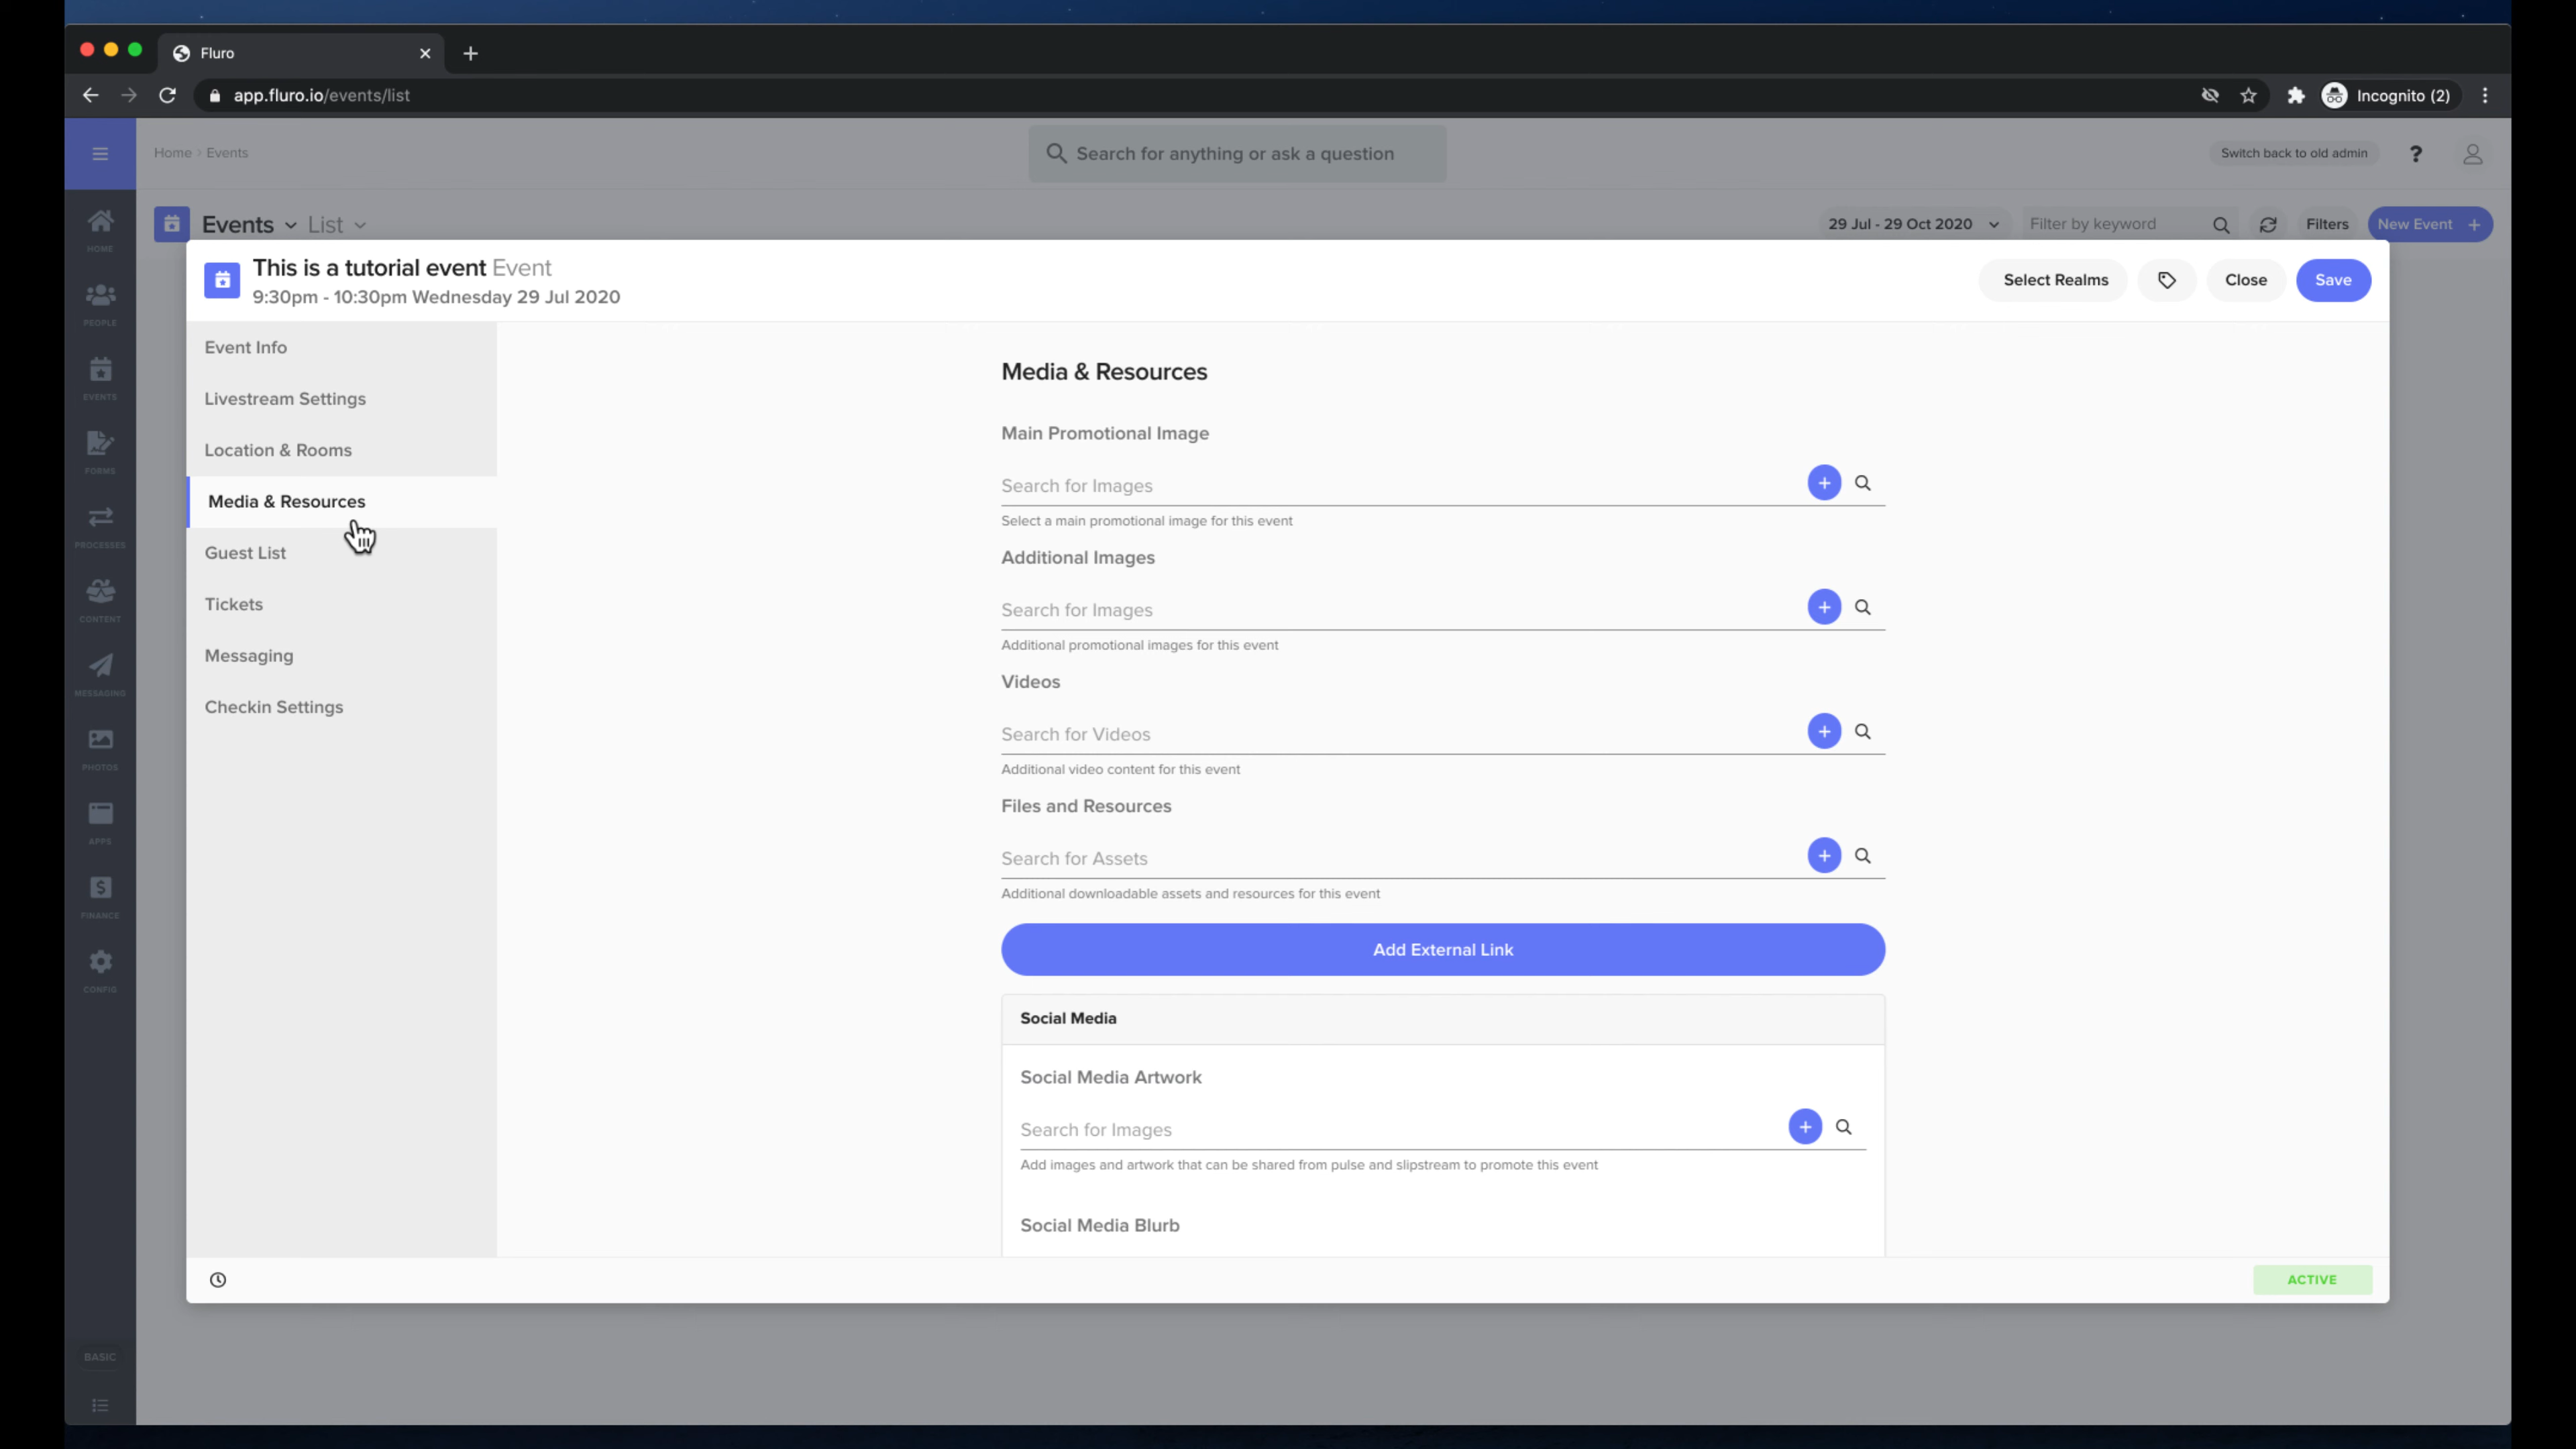 Fluro
app.fluro.io/events/list
Incognito (2)
Home > Events
Search for anything or ask a question
Switch back to old admin
?
Events List
29 Jul - 29 Oct 2020
Filter by keyword
Filters
New Event +
HOME
PEOPLE
EVENTS
FORMS
PROCESSES
CONTENT
MESSAGING
PHOTOS
APPS
FINANCE
CONFIG
BASIC
This is a tutorial event Event
9:30pm - 10:30pm Wednesday 29 Jul 2020
Select Realms
Close
Save
Event Info
Livestream Settings
Location & Rooms
Media & Resources
Guest List
Tickets
Messaging
Checkin Settings
Media & Resources
Main Promotional Image
Search for Images
Select a main promotional image for this event
Additional Images
Search for Images
Additional promotional images for this event
Videos
Search for Videos
Additional video content for this event
Files and Resources
Search for Assets
Additional downloadable assets and resources for this event
Add External Link
Social Media
Social Media Artwork
Search for Images
Add images and artwork that can be shared from pulse and slipstream to promote this event
Social Media Blurb
ACTIVE